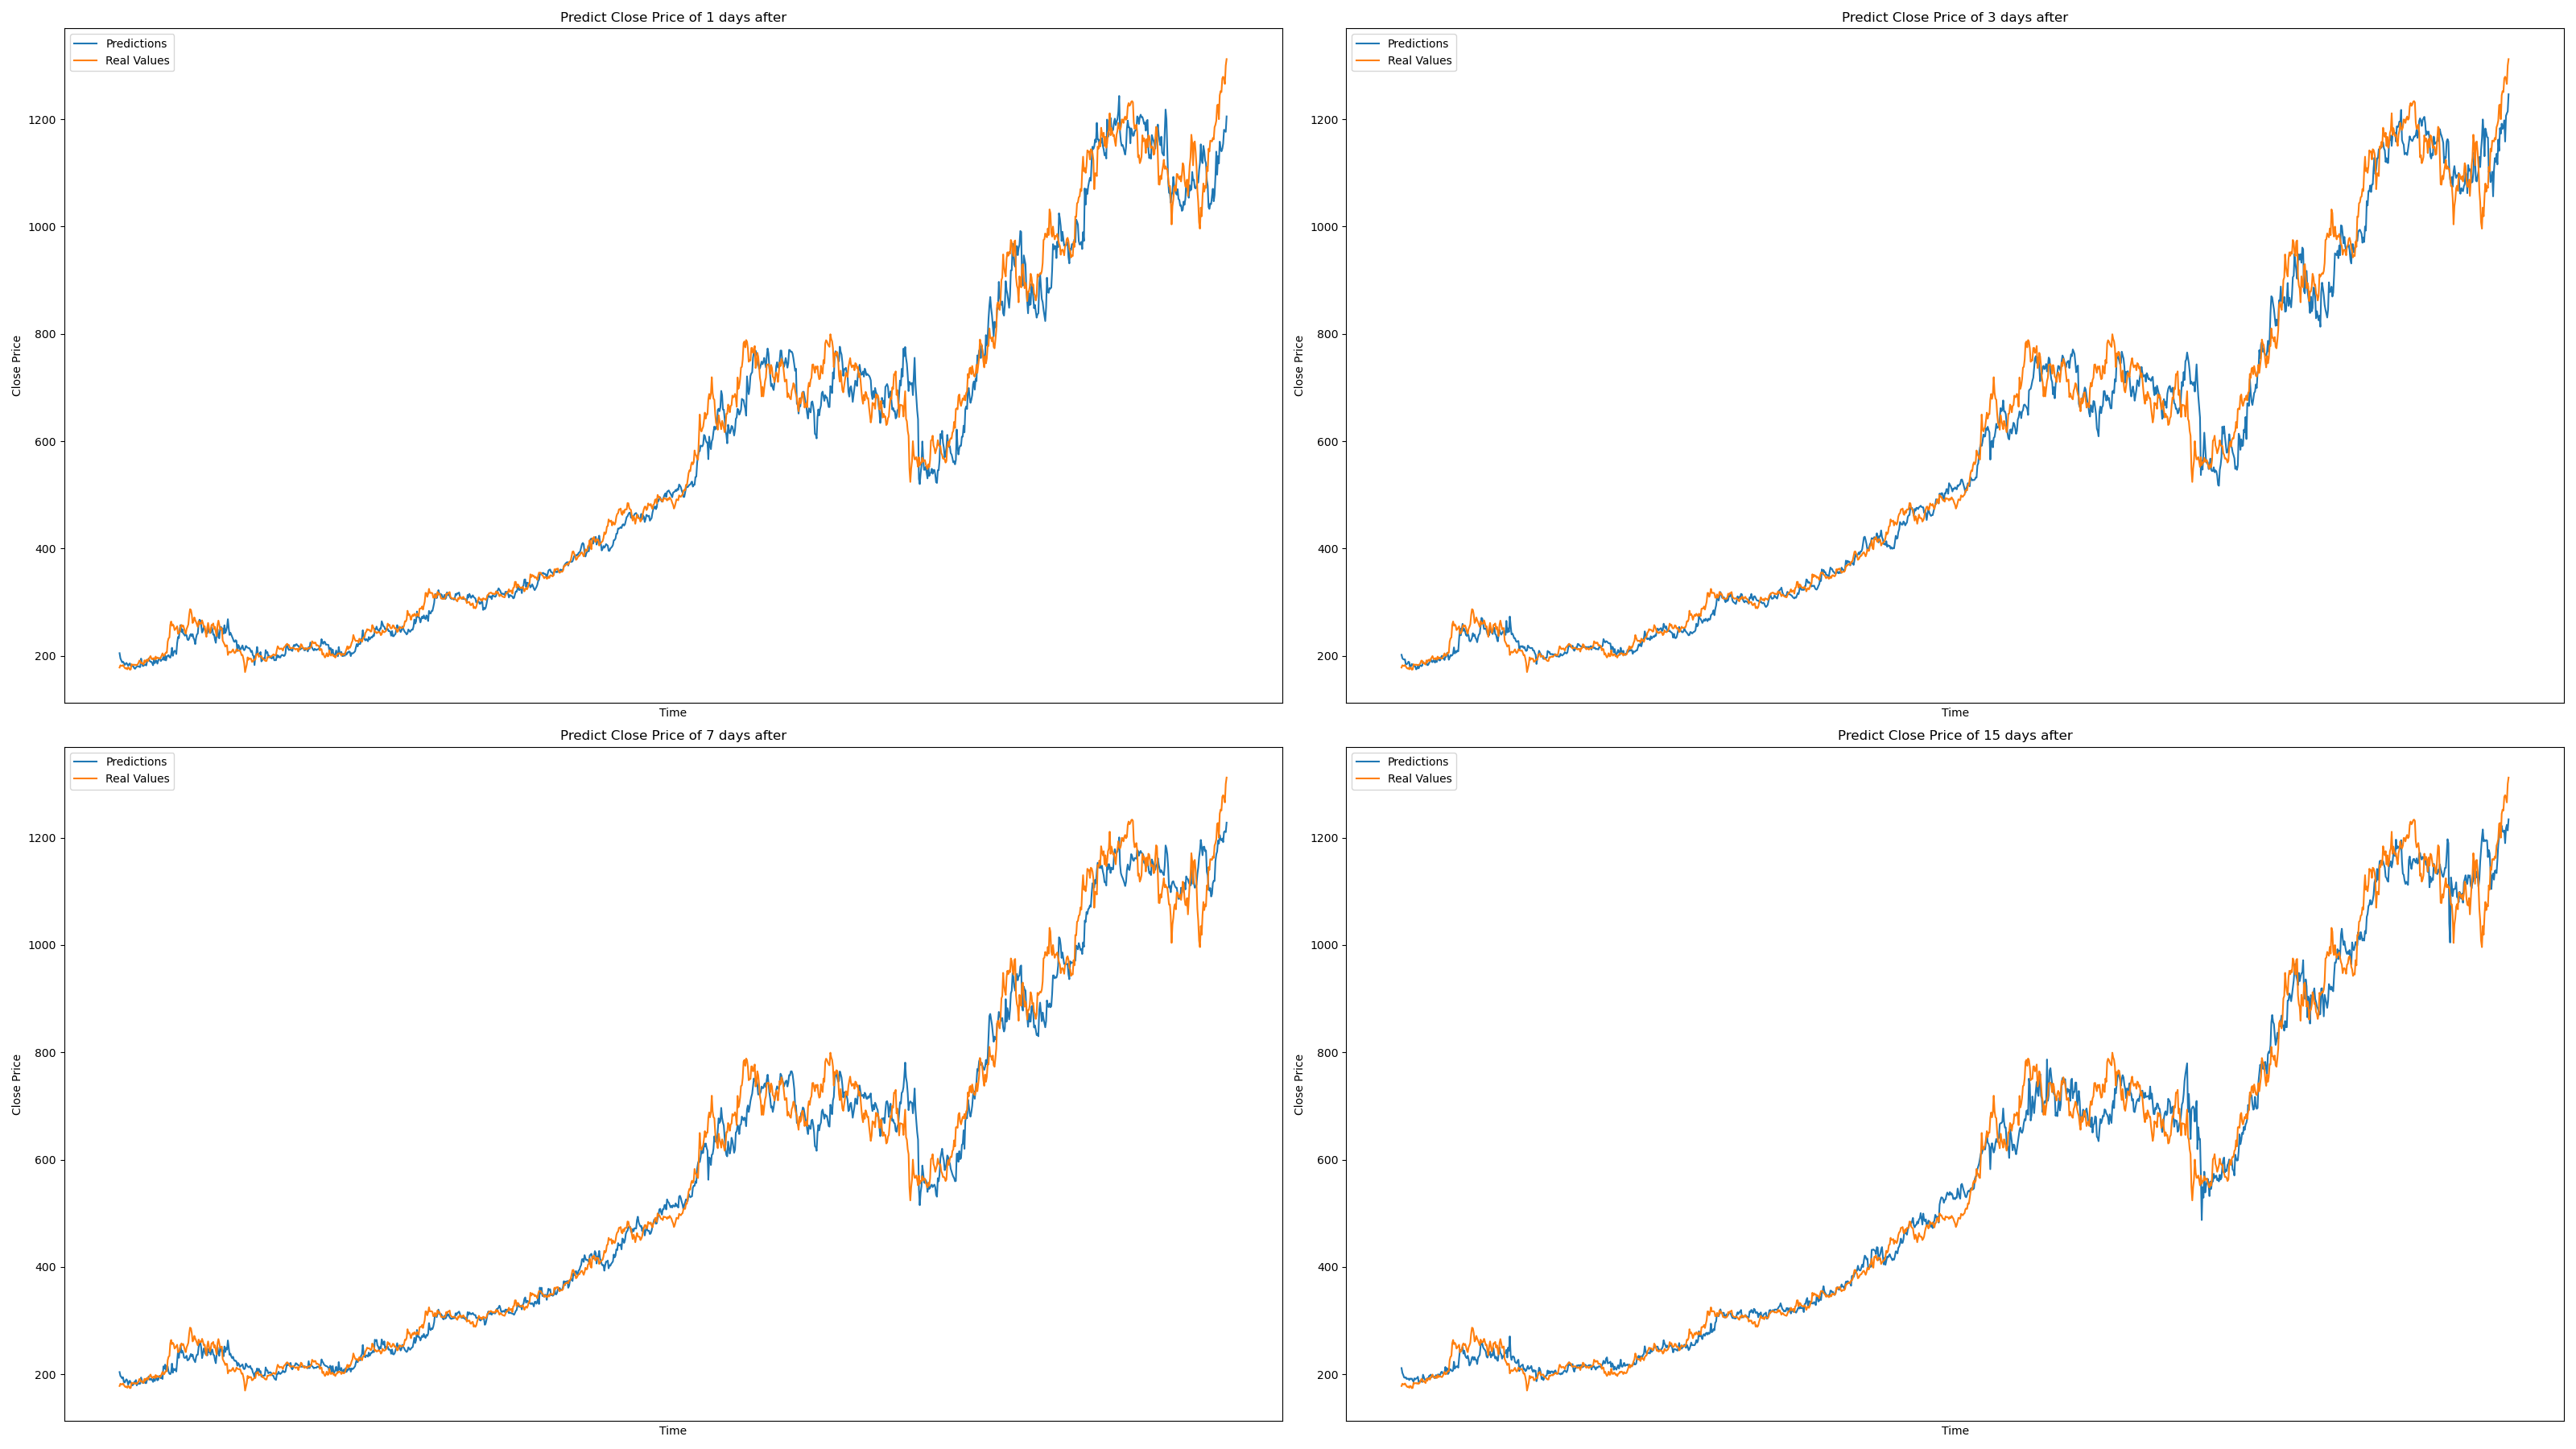 Predict Close Price of 1 days after
Predictions
Real Values
1200
1000
800
600
400
200
Close Price
Time
Predict Close Price of 3 days after
Predictions
Real Values
1200
1000
800
600
400
200
Close Price
Time
Predict Close Price of 7 days after
Predictions
Real Values
1200
1000
800
600
400
200
Close Price
Time
Predict Close Price of 15 days after
Predictions
Real Values
1200
1000
800
600
400
200
Close Price
Time